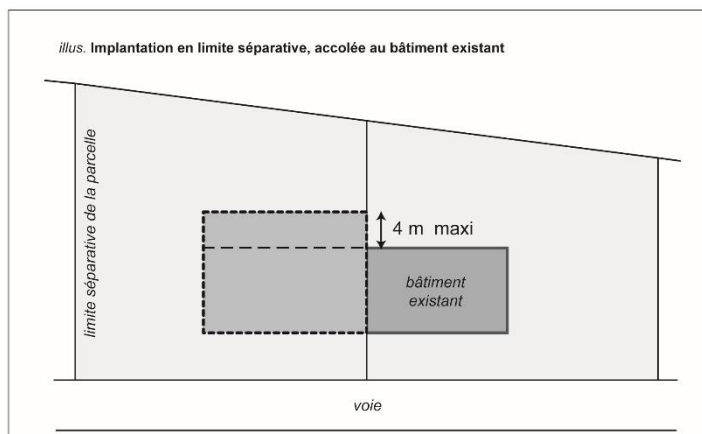 illus. Implantation en limite séparative, accolée au bâtiment existant
limite séparative de la parcelle
4 m maxi
bâtiment
existant
voie